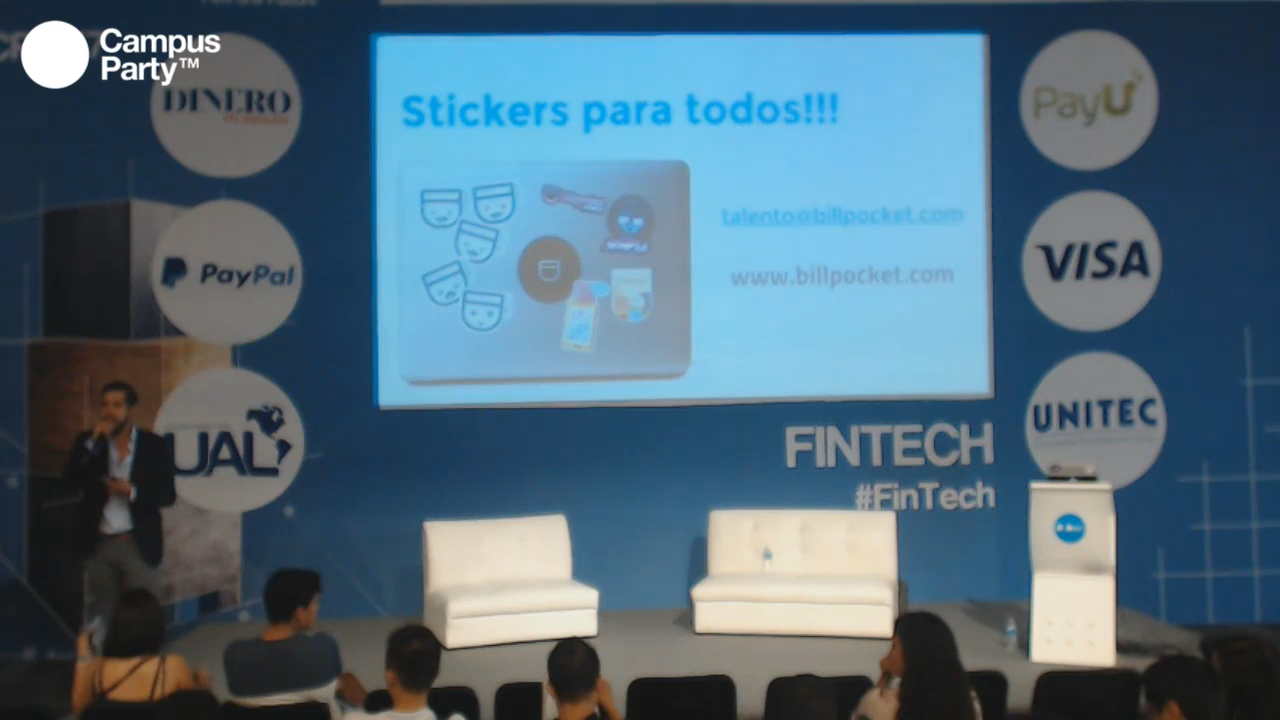 Campus
Party™
DINERO
PayPal
UAL
Stickers para todos!!!
talento@billpocket.com
www.billpocket.com
PayU
VISA
UNITEC
FINTECH
#FinTech